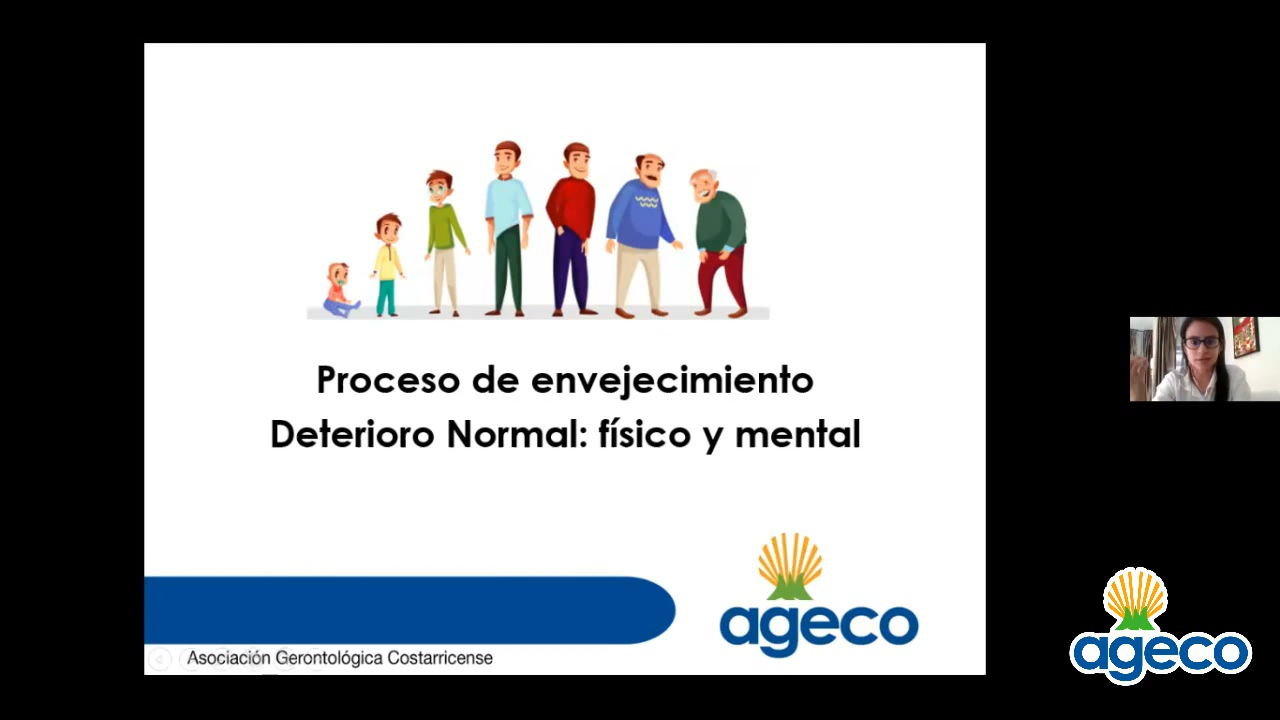 Proceso de envejecimiento
Deterioro Normal: físico y mental
ageco
Asociación Gerontológica Costarricense
ageco